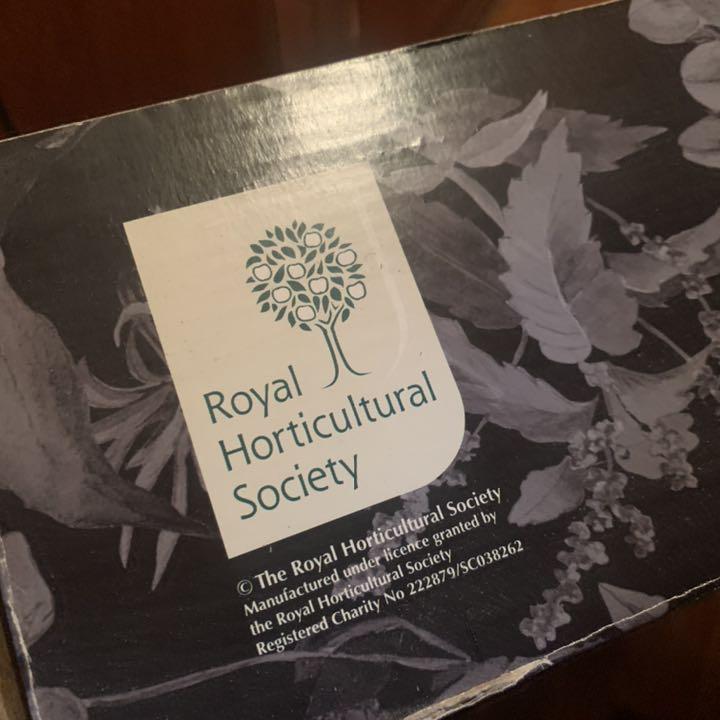 Royal
Horticultural
Society
© The Royal Horticultural Society
Manufactured under licence granted by
the Royal Horticultural Society
Registered Charity No 222879/SC038262